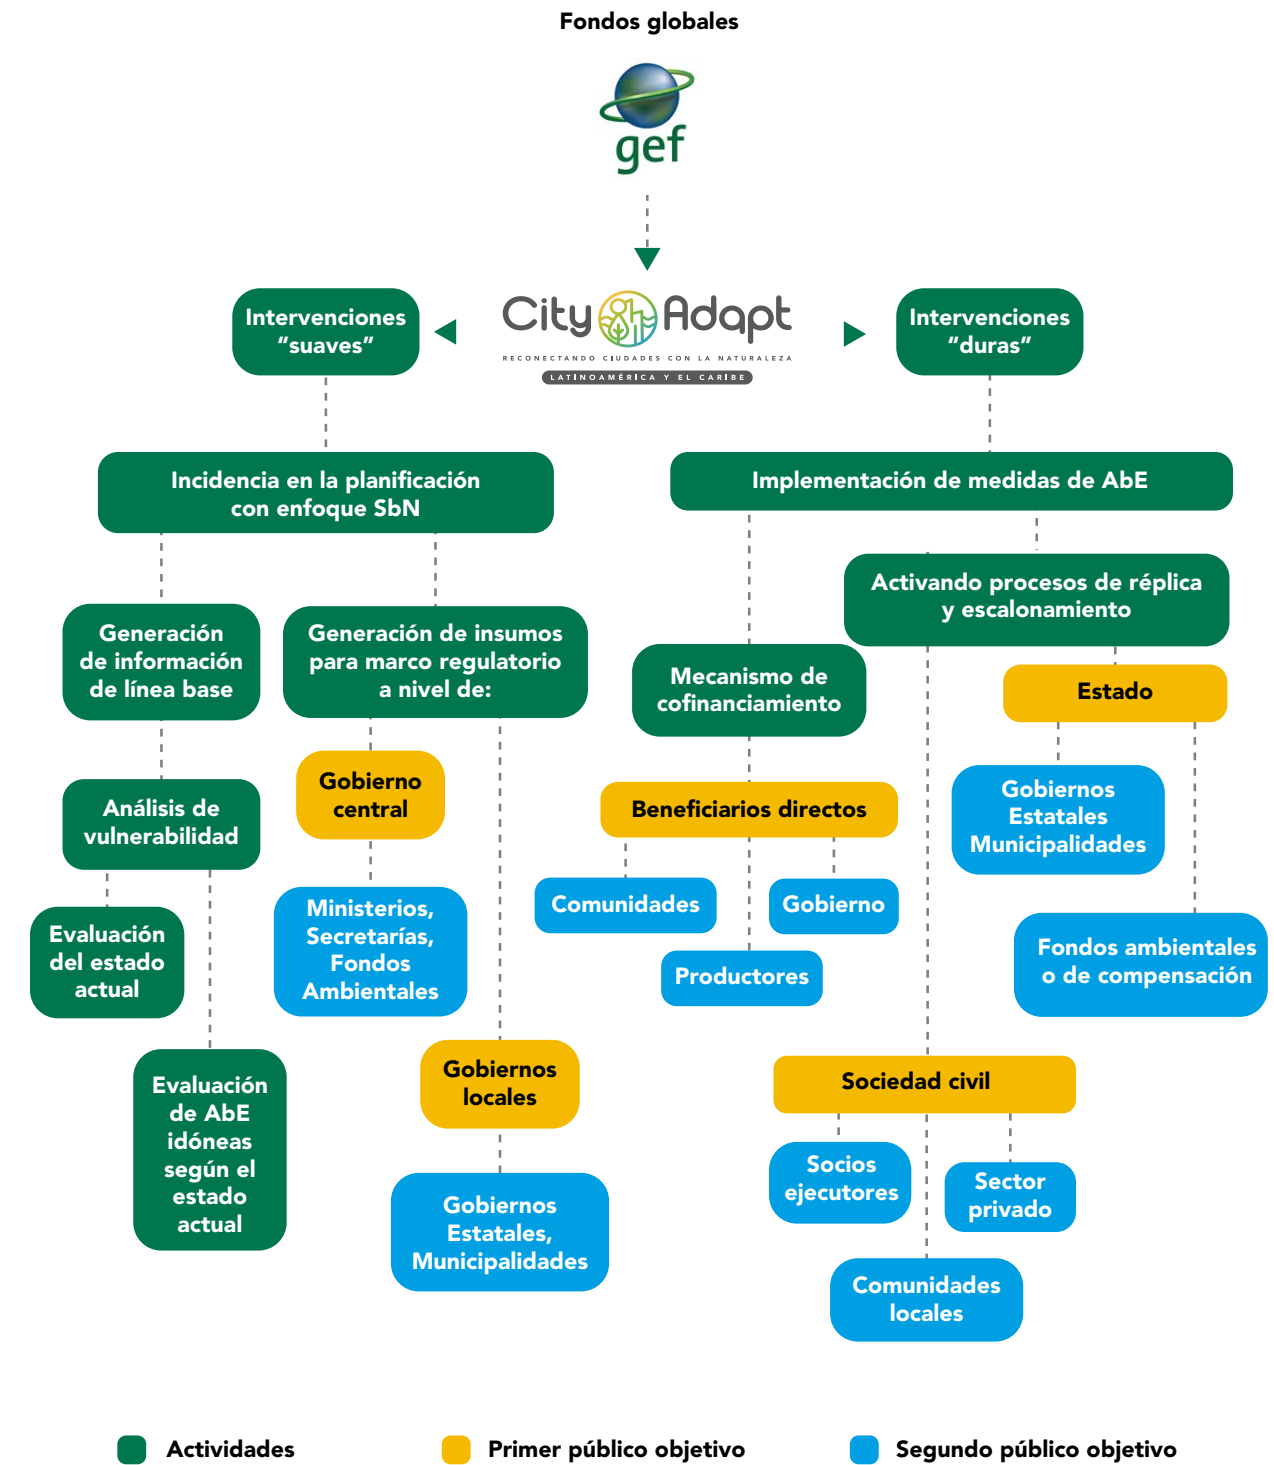 Fondos globales
gef
City Adapt
RECONECTANDO CIUDADES CON LA NATURALEZA
LATINOAMÉRICA Y EL CARIBE
Intervenciones
“suaves”
Intervenciones
“duras”
Incidencia en la planificación
con enfoque SbN
Implementación de medidas de AbE
Generación
de información
de línea base
Generación de insumos
para marco regulatorio
a nivel de:
Activando procesos de réplica
y escalonamiento
Mecanismo de
cofinanciamiento
Estado
Análisis de
vulnerabilidad
Gobierno
central
Beneficiarios directos
Gobiernos
Estatales
Municipalidades
Evaluación
del estado
actual
Ministerios,
Secretarías,
Fondos
Ambientales
Comunidades
Gobierno
Productores
Fondos ambientales
o de compensación
Evaluación
de AbE
idóneas
según el
estado
actual
Gobiernos
locales
Sociedad civil
Gobiernos
Estatales,
Municipalidades
Socios
ejecutores
Sector
privado
Comunidades
locales
Actividades
Primer público objetivo
Segundo público objetivo